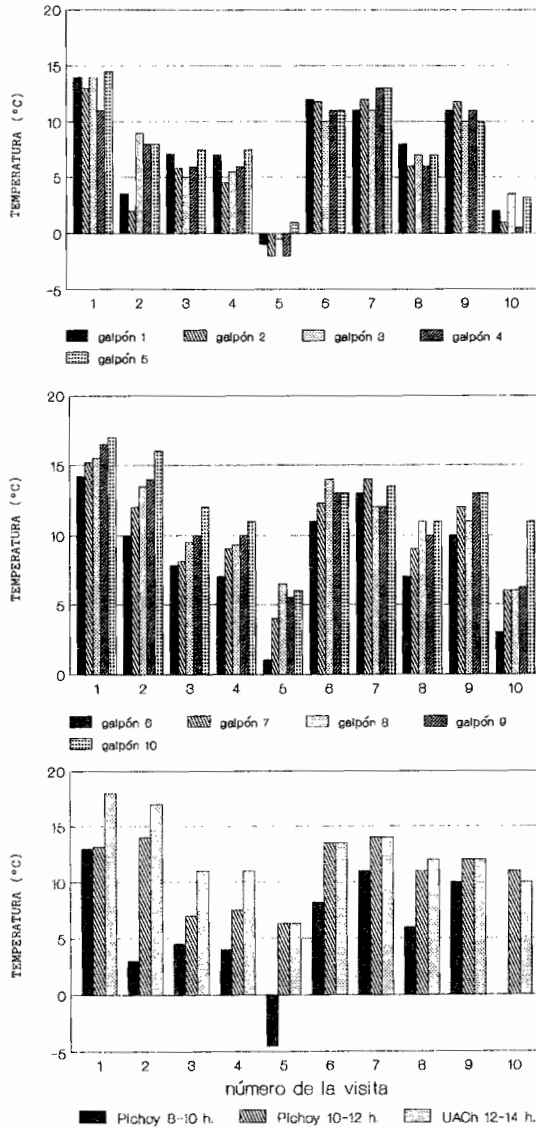 20
15
10
5
0
-5
TEMPERATURA (°C)
1 2 3 4 5 6 7 8 9 10
galpón 1 galpón 2 galpón 3 galpón 4
galpón 5
20
15
10
5
0
TEMPERATURA (°C)
1 2 3 4 5 6 7 8 9 10
galpón 6 galpón 7 galpón 8 galpón 9
galpón 10
20
15
10
5
0
-5
TEMPERATURA (°C)
1 2 3 4 5 6 7 8 9 10
número de la visita
Pichoy 8-10 h. Pichoy 10-12 h. UACh 12-14 h.